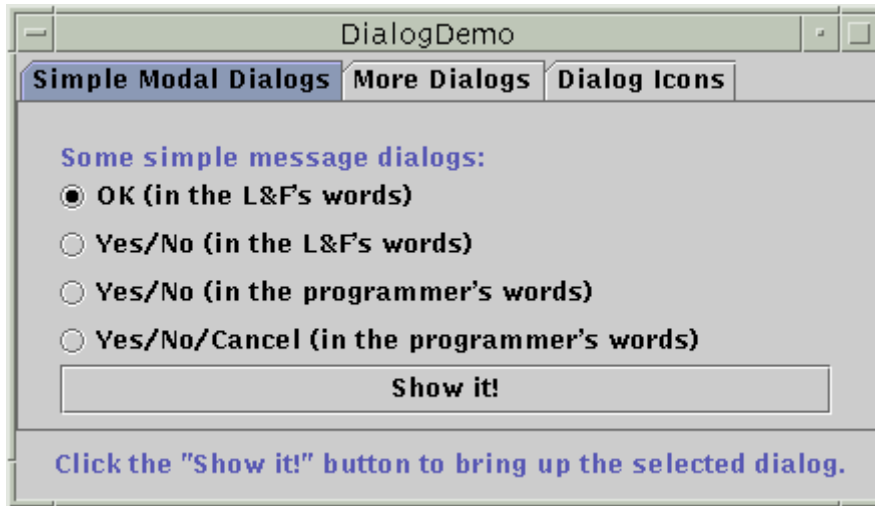 DialogDemo
Simple Modal Dialogs More Dialogs Dialog Icons
Some simple message dialogs:
OK (in the L&F's words)
Yes/No (in the L&F's words)
Yes/No (in the programmer's words)
Yes/No/Cancel (in the programmer's words)
Show it!
Click the "Show it!" button to bring up the selected dialog.